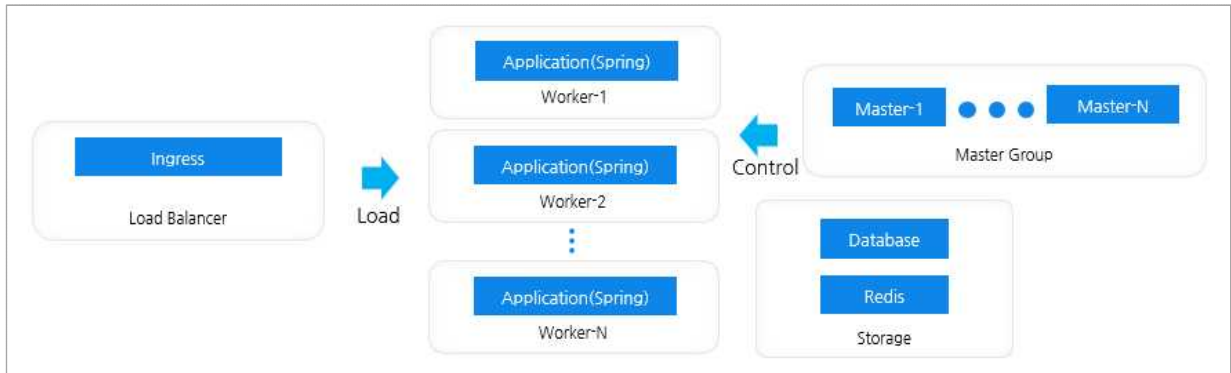 Ingress
Load Balancer
Load
Application(Spring)
Worker-1
Application(Spring)
Worker-2
Application(Spring)
Worker-N
Control
Master-1
Master-N
Master Group
Database
Redis
Storage